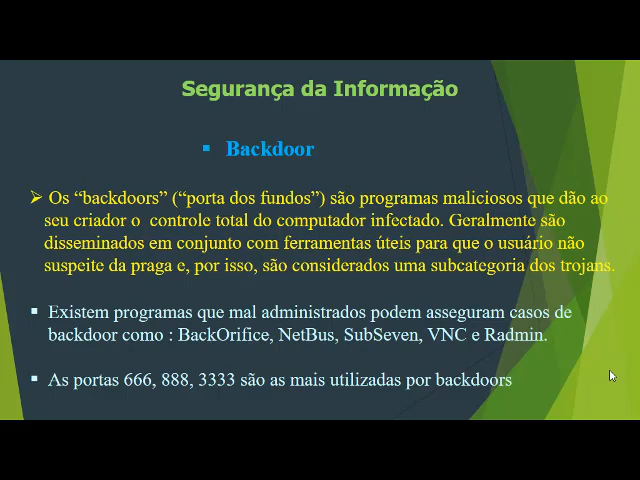 Segurança da Informação
▪ Backdoor
➢ Os “backdoors” (“porta dos fundos”) são programas maliciosos que dão ao
seu criador o controle total do computador infectado. Geralmente são
disseminados em conjunto com ferramentas úteis para que o usuário não
suspeite da praga e, por isso, são considerados uma subcategoria dos trojans.
▪ Existem programas que mal administrados podem asseguram casos de
backdoor como : BackOrifice, NetBus, SubSeven, VNC e Radmin.
▪ As portas 666, 888, 3333 são as mais utilizadas por backdoors